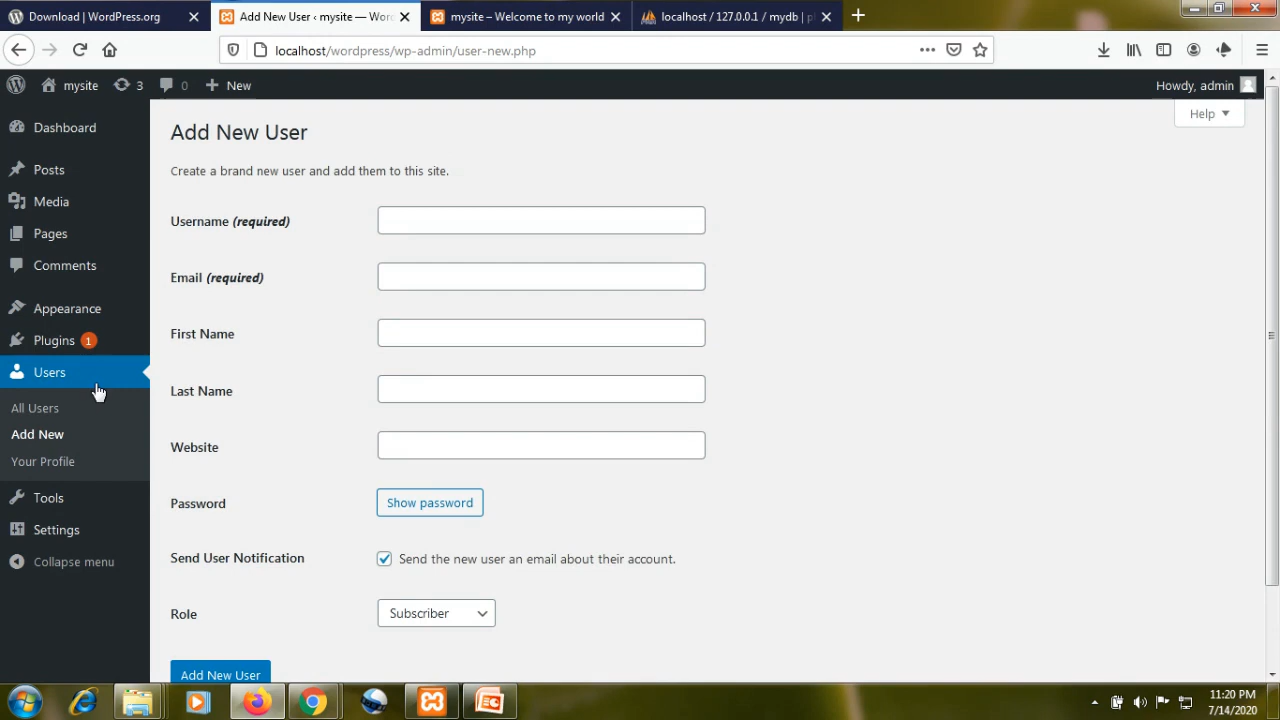 Download | WordPress.org
Add New User ‹ mysite — Wor
mysite – Welcome to my world
localhost / 127.0.0.1 / mydb | p
localhost/wordpress/wp-admin/user-new.php
mysite
3
0
New
Howdy, admin
Help
Dashboard
Posts
Media
Pages
Comments
Appearance
Plugins 1
Users
All Users
Add New
Your Profile
Tools
Settings
Collapse menu
Add New User
Create a brand new user and add them to this site.
Username (required)
Email (required)
First Name
Last Name
Website
Password
Show password
Send User Notification
Send the new user an email about their account.
Role
Subscriber
Add New User
11:20 PM
7/14/2020